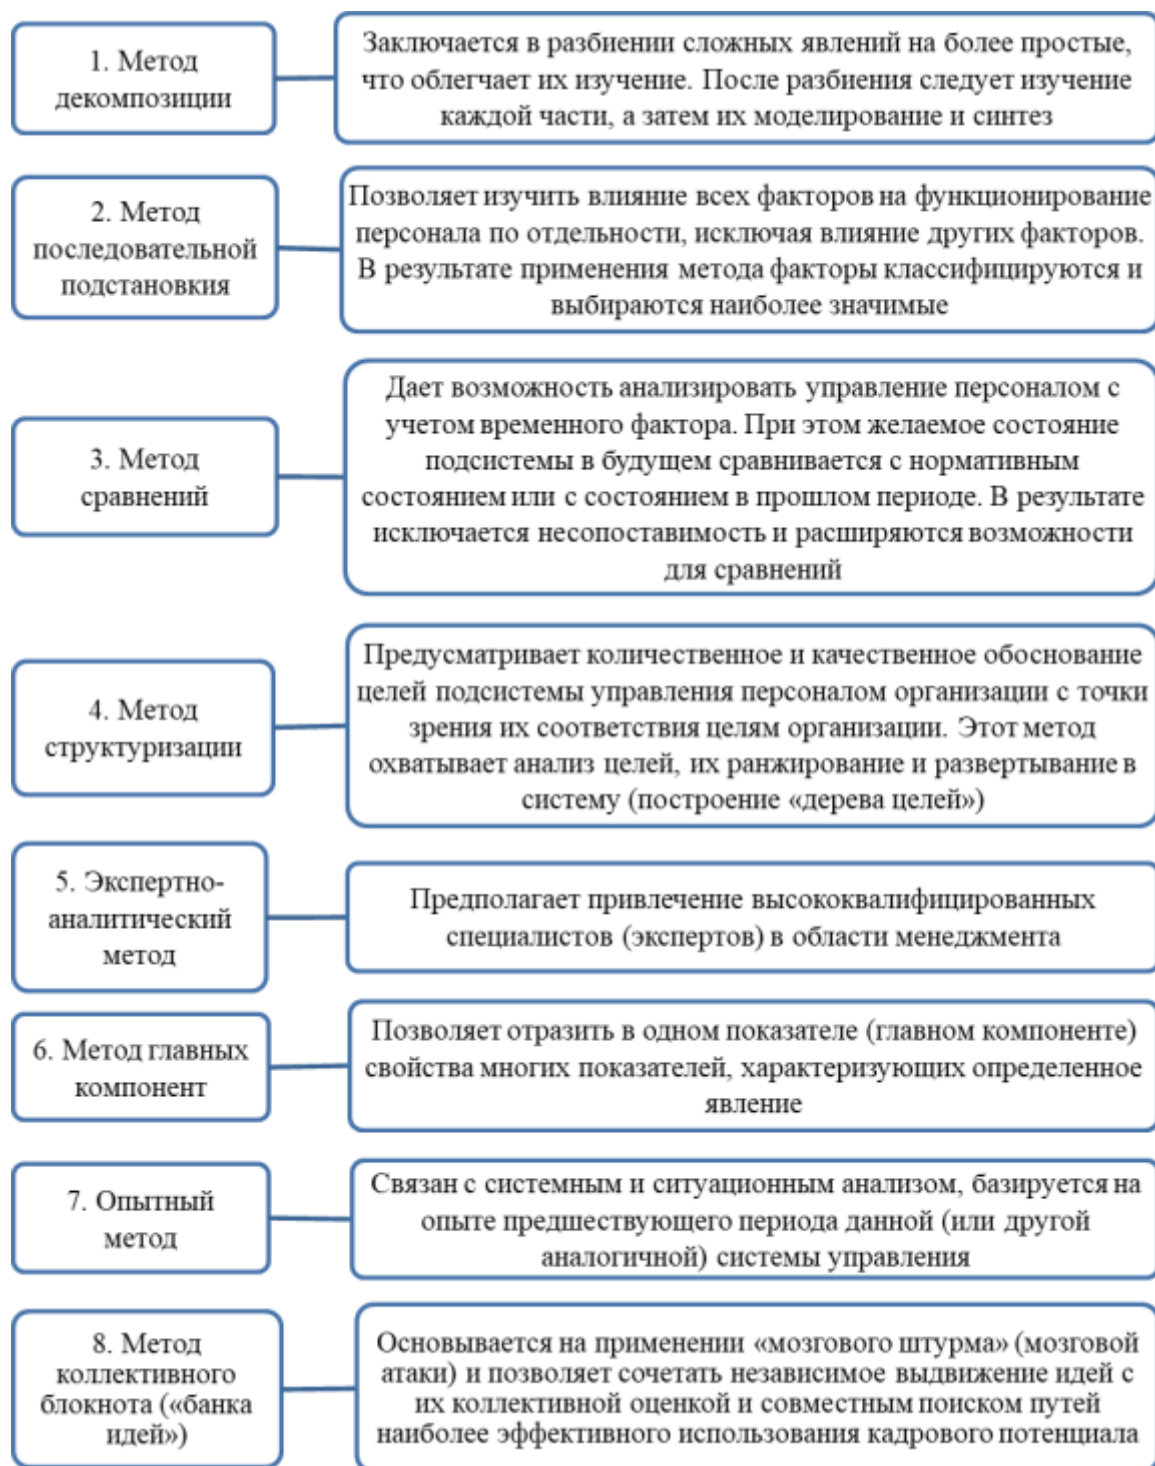 1. Метод
декомпозиции
Заключается в разбиении сложных явлений на более простые,
что облегчает их изучение. После разбиения следует изучение
каждой части, а затем их моделирование и синтез
2. Метод
последовательной
подстановкия
Позволяет изучить влияние всех факторов на функционирование
персонала по отдельности, исключая влияние других факторов.
В результате применения метода факторы классифицируются и
выбираются наиболее значимые
3. Метод
сравнений
Дает возможность анализировать управление персоналом с
учетом временного фактора. При этом желаемое состояние
подсистемы в будущем сравнивается с нормативным
состоянием или с состоянием в прошлом периоде. В результате
исключается несопоставимость и расширяются возможности
для сравнений
4. Метод
структуризации
Предусматривает количественное и качественное обоснование
целей подсистемы управления персоналом организации с точки
зрения их соответствия целям организации. Этот метод
охватывает анализ целей, их ранжирование и развертывание в
систему (построение «дерева целей»)
5. Экспертно-
аналитический
метод
Предполагает привлечение высококвалифицированных
специалистов (экспертов) в области менеджмента
6. Метод главных
компонент
Позволяет отразить в одном показателе (главном компоненте)
свойства многих показателей, характеризующих определенное
явление
7. Опытный
метод
Связан с системным и ситуационным анализом, базируется на
опыте предшествующего периода данной (или другой
аналогичной) системы управления
8. Метод
коллективного
блокнота («банка
идей»)
Основывается на применении «мозгового штурма» (мозговой
атаки) и позволяет сочетать независимое выдвижение идей с
их коллективной оценкой и совместным поиском путей
наиболее эффективного использования кадрового потенциала